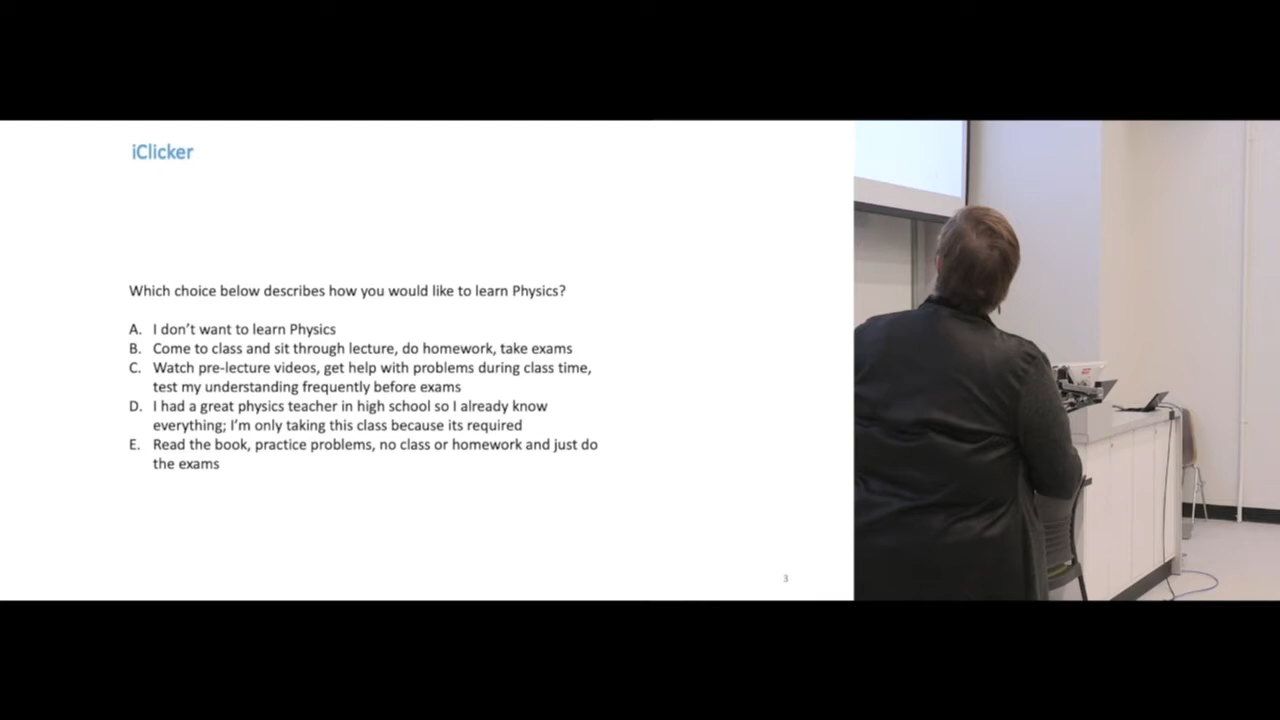 iClicker
Which choice below describes how you would like to learn Physics?
A. I don't want to learn Physics
B. Come to class and sit through lecture, do homework, take exams
C. Watch pre-lecture videos, get help with problems during class time,
test my understanding frequently before exams
D. I had a great physics teacher in high school so I already know
everything; I'm only taking this class because its required
E. Read the book, practice problems, no class or homework and just do
the exams
3